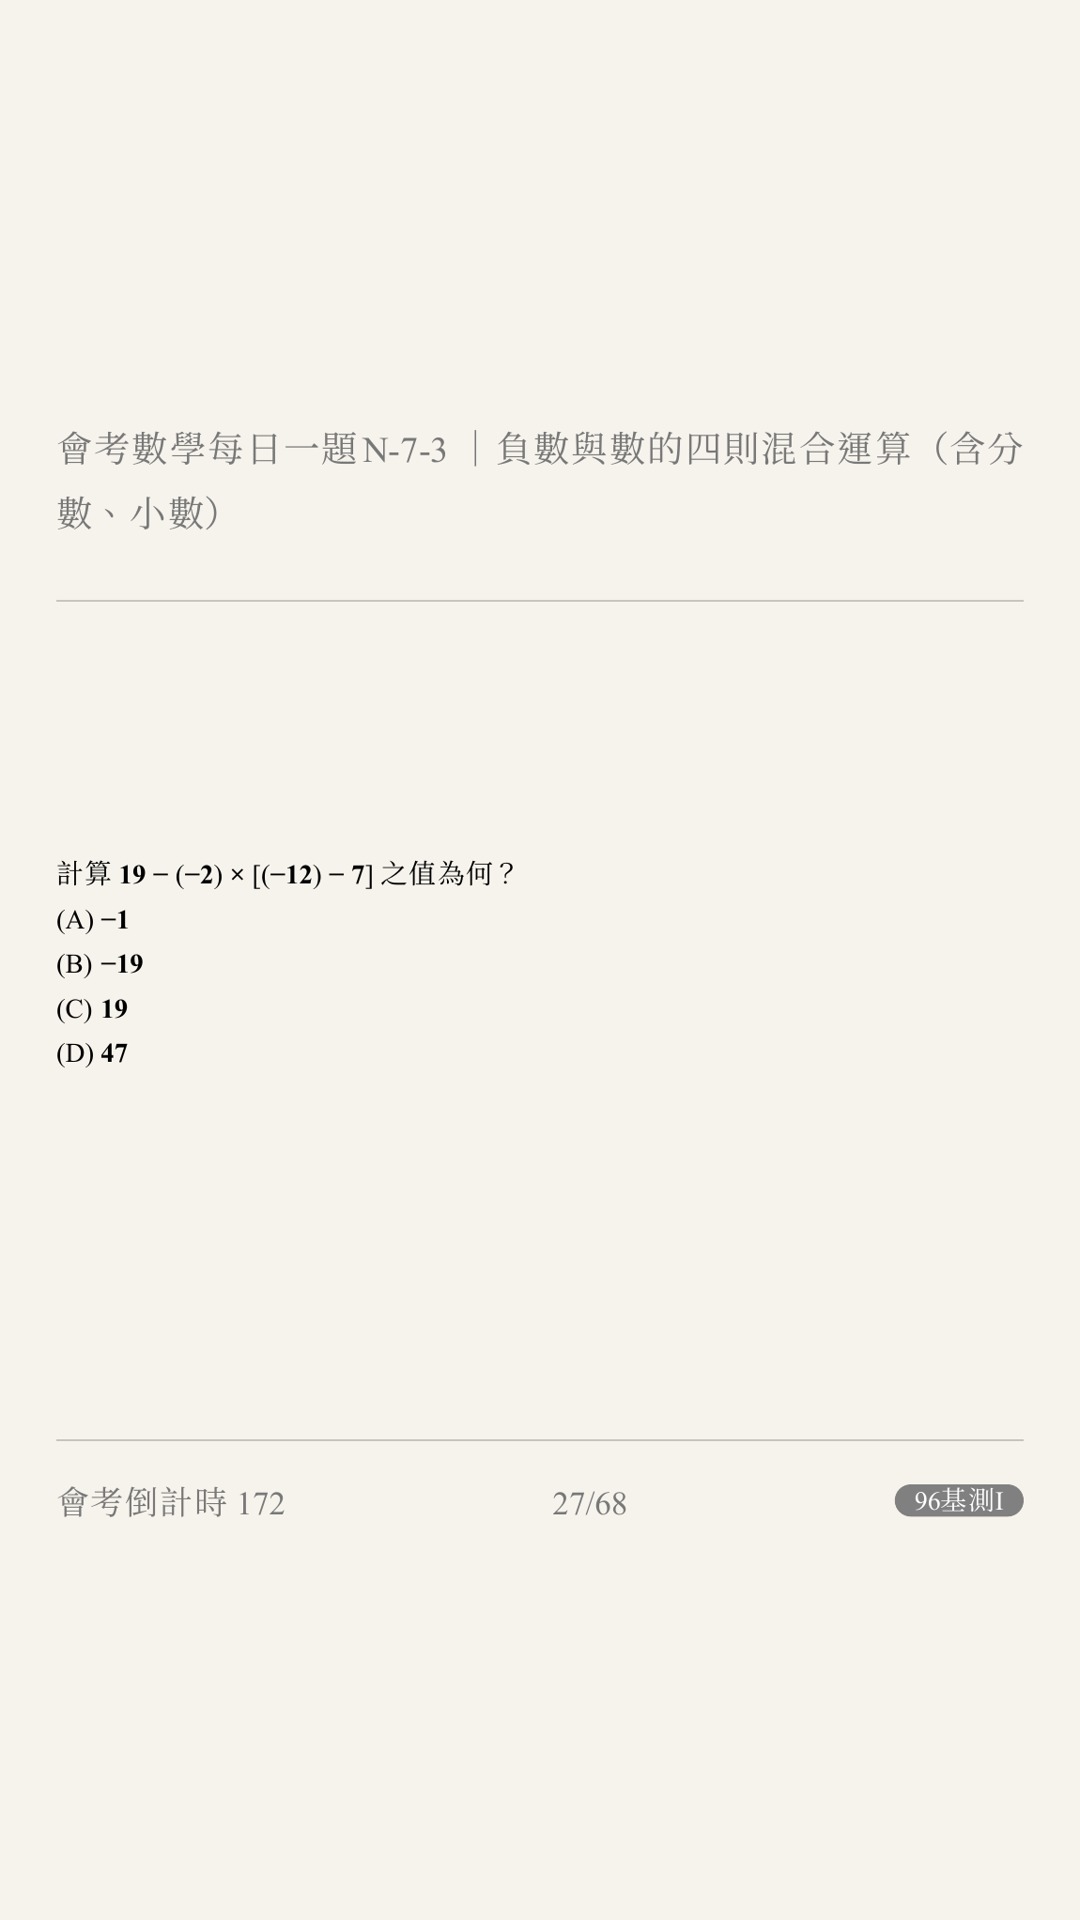 會考數學每日一題N-7-3｜負數與數的四則混合運算（含分
數、小數）
計算 19 − (−2) × [(−12) − 7] 之值為何？
(A) −1
(B) −19
(C) 19
(D) 47
會考倒計時 172
27/68
96基測I